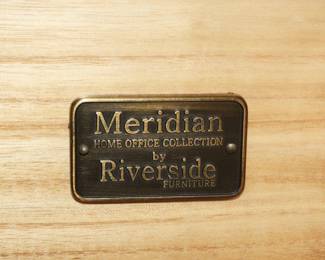 Meridian
HOME OFFICE COLLECTION
by
Riverside
FURNITURE